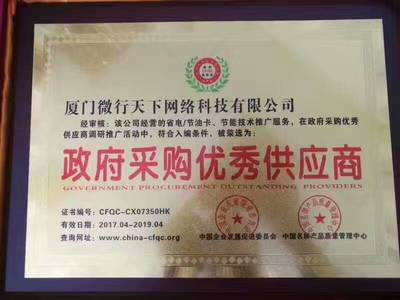 厦门微行天下网络科技有限公司
经审核：该公司经营的省电/节油卡、节能技术推广服务，在政府采购优秀
供应商调研推广活动中，符合入编条件，被荣选为：
政府采购优秀供应商
GOVERNMENT PROCUREMENT OUTSTANDING PROVIDERS
证书编号：CFQC-CX07350HK
有效日期：2017.04-2019.04
查询网址：www.china-cfqc.org
中国企业发展促进委员会 中国名牌产品质量管理中心